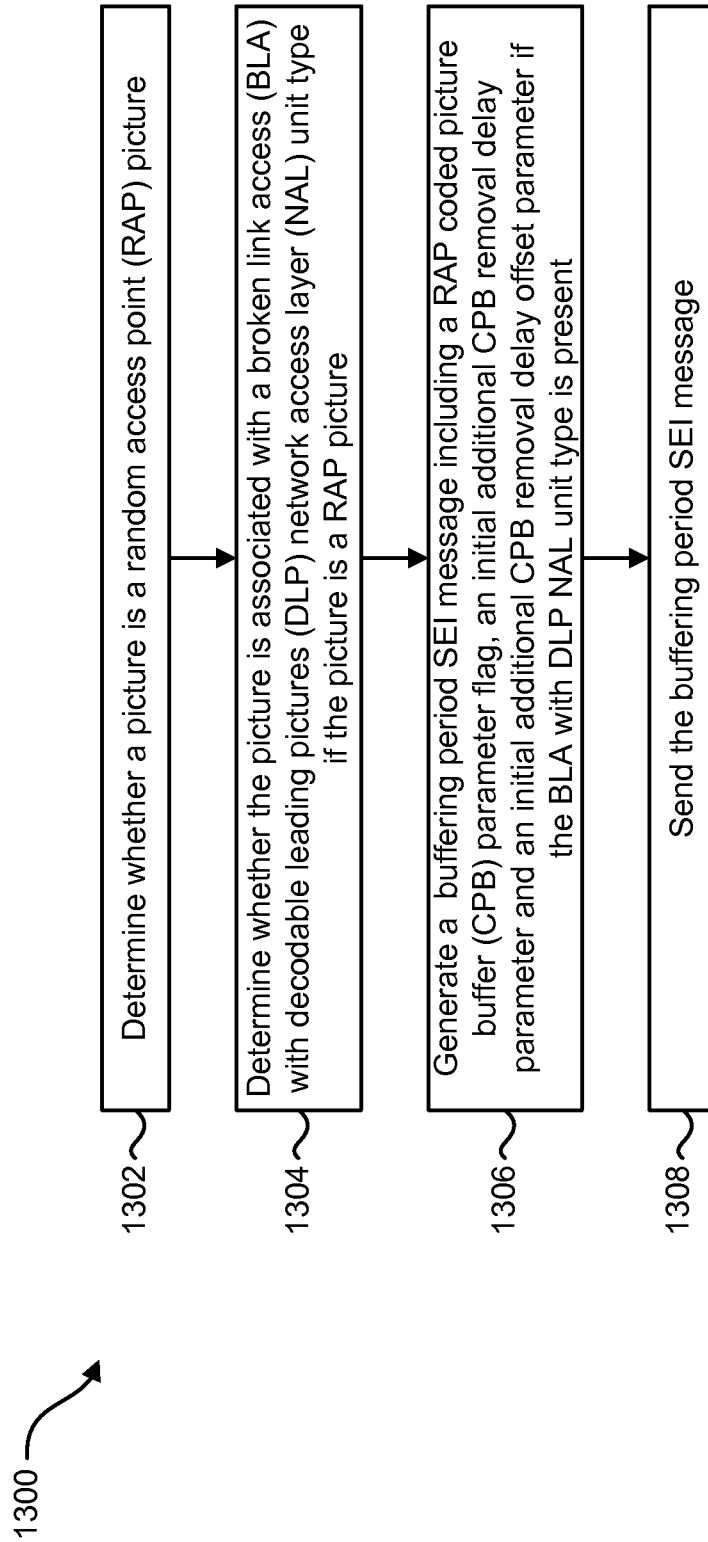 1300
1302
Determine whether a picture is a random access point (RAP) picture
1304
Determine whether the picture is associated with a broken link access (BLA)
with decodable leading pictures (DLP) network access layer (NAL) unit type
if the picture is a RAP picture
1306
Generate a buffering period SEI message including a RAP coded picture
buffer (CPB) parameter flag, an initial additional CPB removal delay
parameter and an initial additional CPB removal delay offset parameter if
the BLA with DLP NAL unit type is present
1308
Send the buffering period SEI message